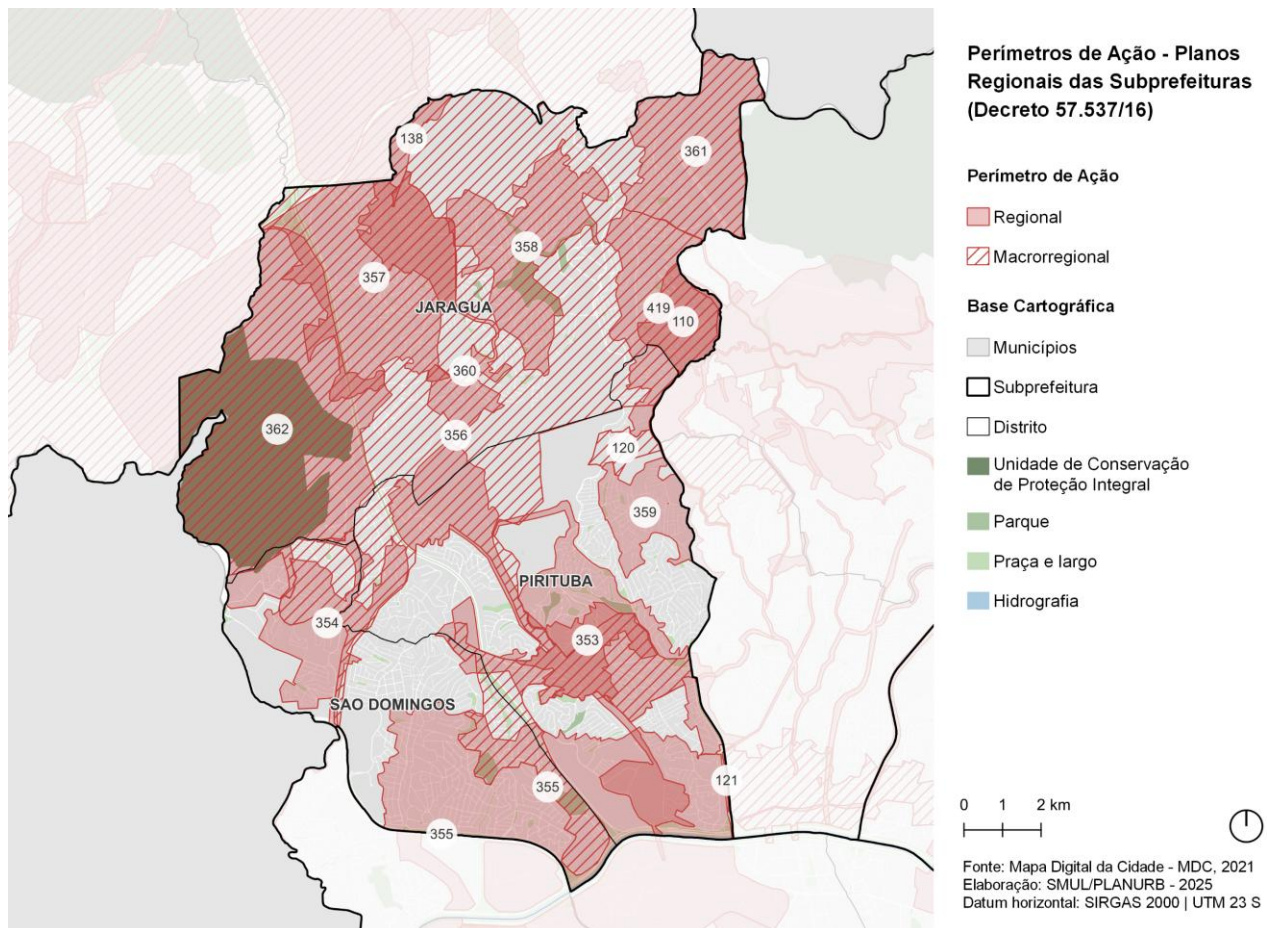 138
361
358
357
JARAGUA
419
110
360
362
356
120
359
PIRITUBA
354
353
SAO DOMINGOS
355
121
355
Perímetros de Ação - Planos
Regionais das Subprefeituras
(Decreto 57.537/16)
Perímetro de Ação
Regional
Macrorregional
Base Cartográfica
Municípios
Subprefeitura
Distrito
Unidade de Conservação
de Proteção Integral
Parque
Praça e largo
Hidrografia
0 1 2 km
Fonte: Mapa Digital da Cidade - MDC, 2021
Elaboração: SMUL/PLANURB - 2025
Datum horizontal: SIRGAS 2000 | UTM 23 S